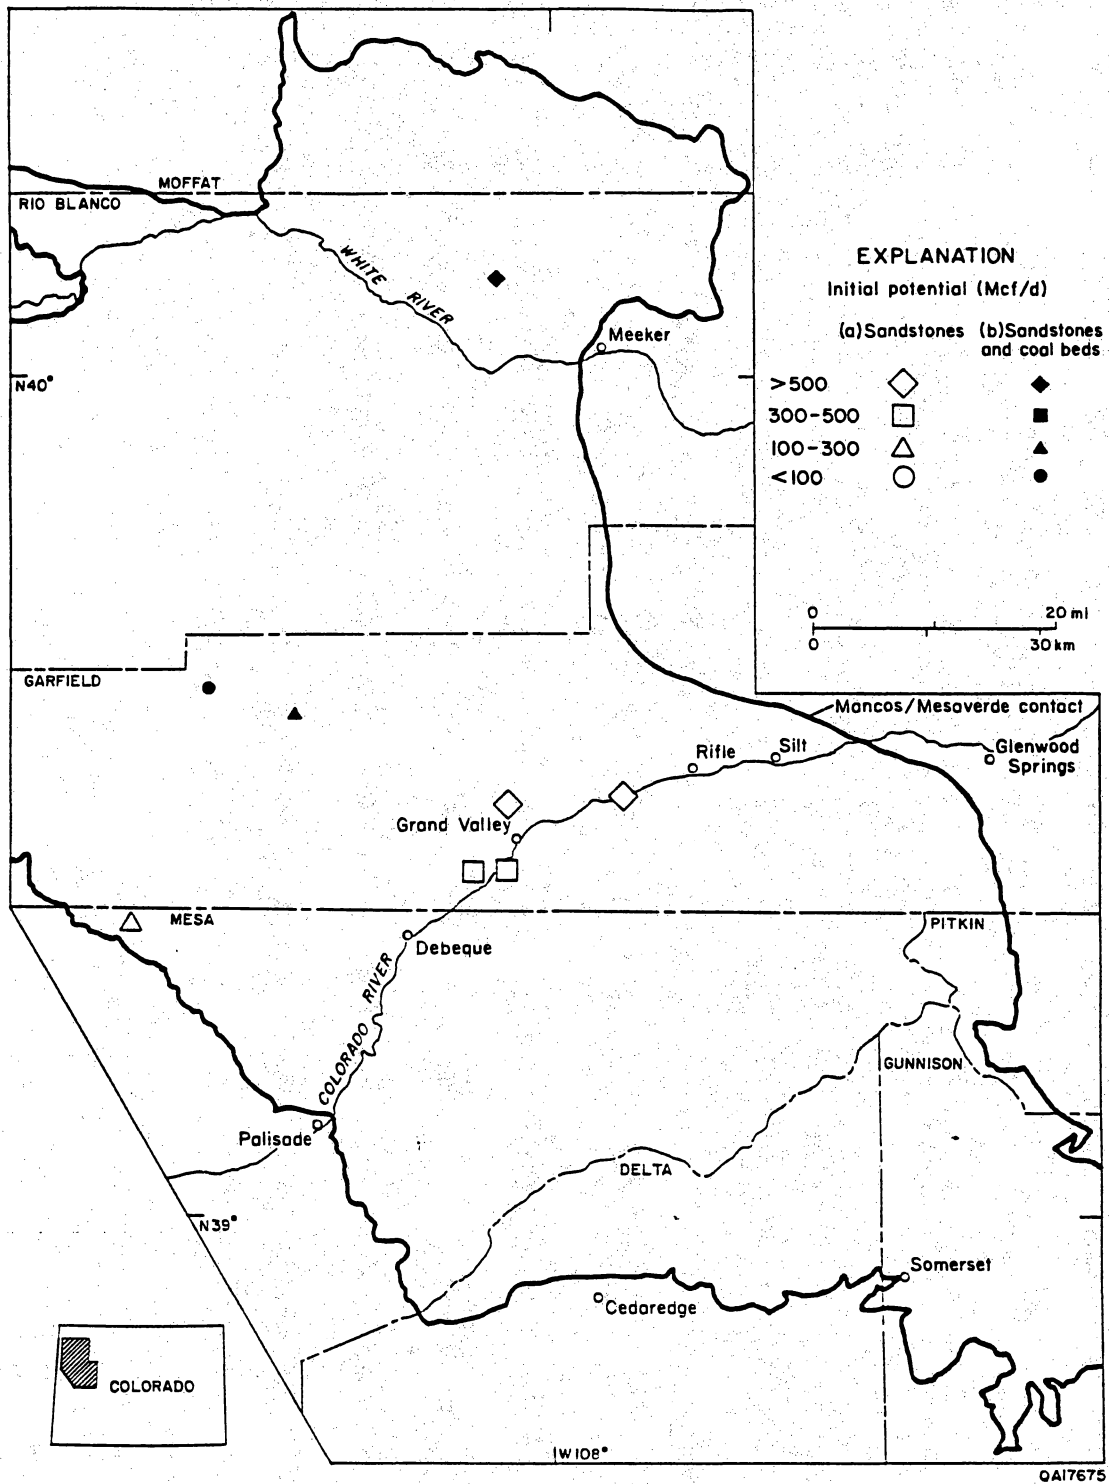 MOFFAT
RIO BLANCO
WHITE RIVER
Meeker
N40°
EXPLANATION
Initial potential (Mcf/d)
(a) Sandstones (b) Sandstones
and coal beds
>500
300-500
100-300
<100
0 20 mi
0 30 km
GARFIELD
Mancos/Mesaverde contact
Rifle
Silt
Glenwood
Springs
Grand Valley
MESA
PITKIN
Debeque
COLORADO RIVER
GUNNISON
Palisade
DELTA
N39°
Somerset
Cedaredge
COLORADO
W108°
QA17675